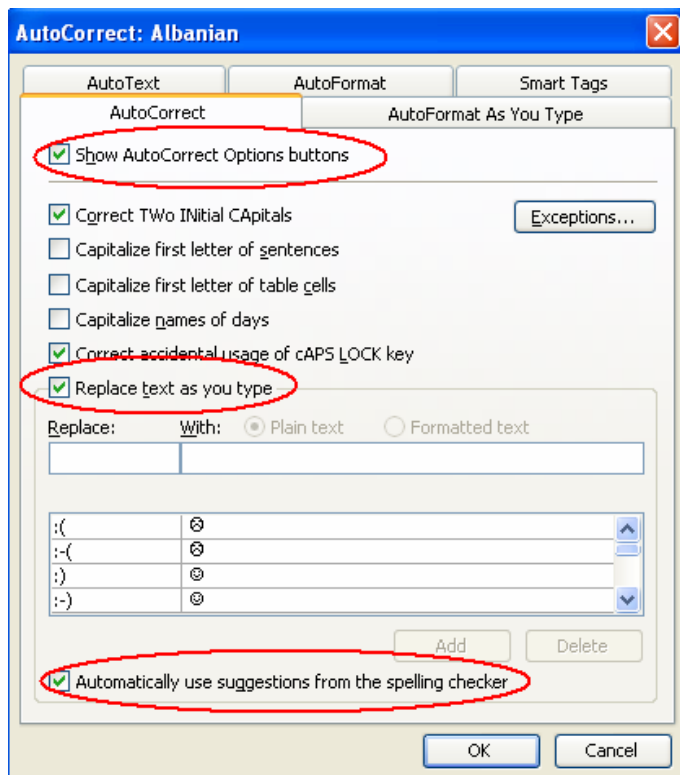 AutoCorrect: Albanian
AutoText AutoFormat Smart Tags
AutoCorrect AutoFormat As You Type
Show AutoCorrect Options buttons
Correct TWo INitial CApitals Exceptions...
Capitalize first letter of sentences
Capitalize first letter of table cells
Capitalize names of days
Correct accidental usage of cAPS LOCK key
Replace text as you type
Replace: With: Plain text Formatted text
:( ☹
:-( ☹
:) ☺
:-) ☺
Add Delete
Automatically use suggestions from the spelling checker
OK Cancel